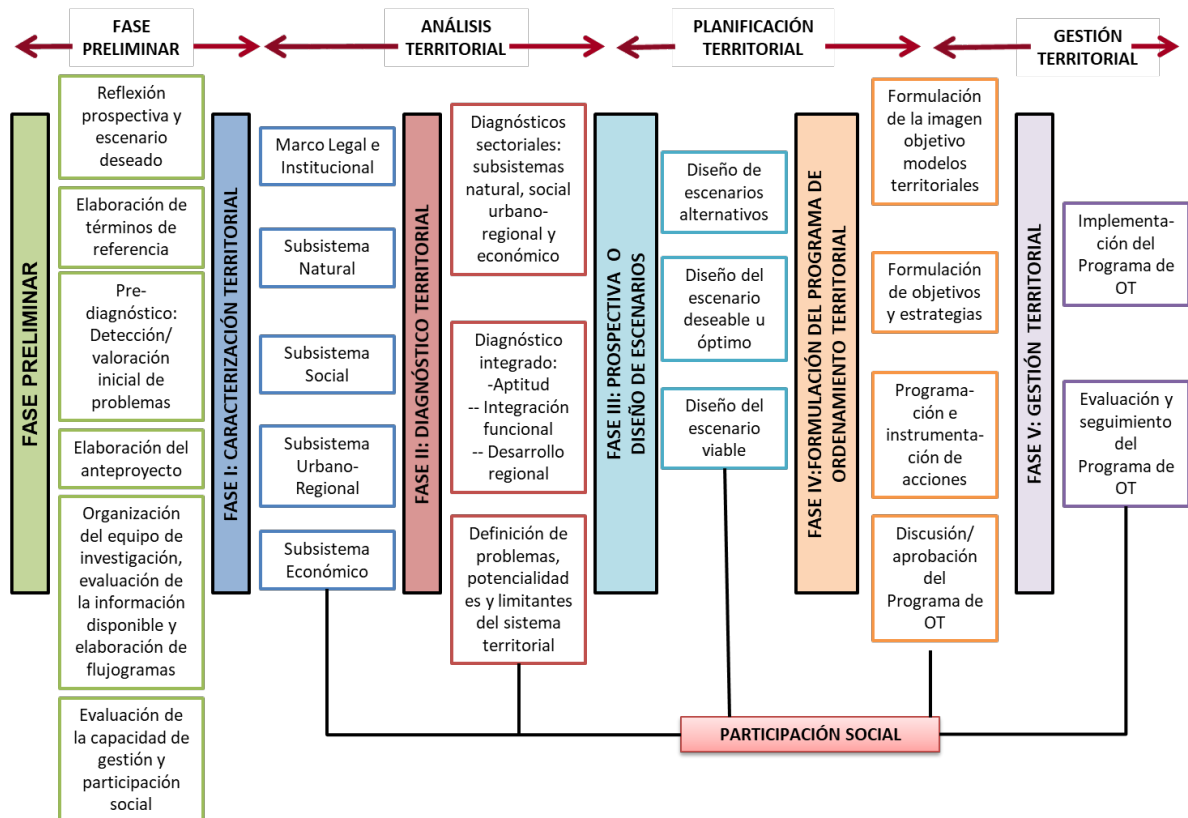 FASE
PRELIMINAR
ANÁLISIS
TERRITORIAL
PLANIFICACIÓN
TERRITORIAL
GESTIÓN
TERRITORIAL
FASE PRELIMINAR
Reflexión
prospectiva y
escenario
deseado
Elaboración de
términos de
referencia
Pre-
diagnóstico:
Detección/
valoración
inicial de
problemas
Elaboración del
anteproyecto
Organización
del equipo de
investigación,
evaluación de
la información
disponible y
elaboración de
flujogramas
Evaluación de
la capacidad de
gestión y
participación
social
FASE I: CARACTERIZACIÓN TERRITORIAL
Marco Legal e
Institucional
Subsistema
Natural
Subsistema
Social
Subsistema
Urbano-
Regional
Subsistema
Económico
FASE II: DIAGNÓSTICO TERRITORIAL
Diagnósticos
sectoriales:
subsistemas
natural, social
urbano-
regional y
económico
Diagnóstico
integrado:
-Aptitud
-- Integración
funcional
-- Desarrollo
regional
Definición de
problemas,
potencialidad
es y limitantes
del sistema
territorial
FASE III: PROSPECTIVA O
DISEÑO DE ESCENARIOS
Diseño de
escenarios
alternativos
Diseño del
escenario
deseable u
óptimo
Diseño del
escenario
viable
FASE IV:FORMULACIÓN DEL PROGRAMA DE
ORDENAMIENTO TERRITORIAL
Formulación
de la imagen
objetivo
modelos
territoriales
Formulación
de objetivos
y estrategias
Programa-
ción e
instrumenta-
ción de
acciones
Discusión/
aprobación
del
Programa de
OT
FASE V: GESTIÓN TERRITORIAL
Implementa-
ción del
Programa de
OT
Evaluación y
seguimiento
del
Programa de
OT
PARTICIPACIÓN SOCIAL